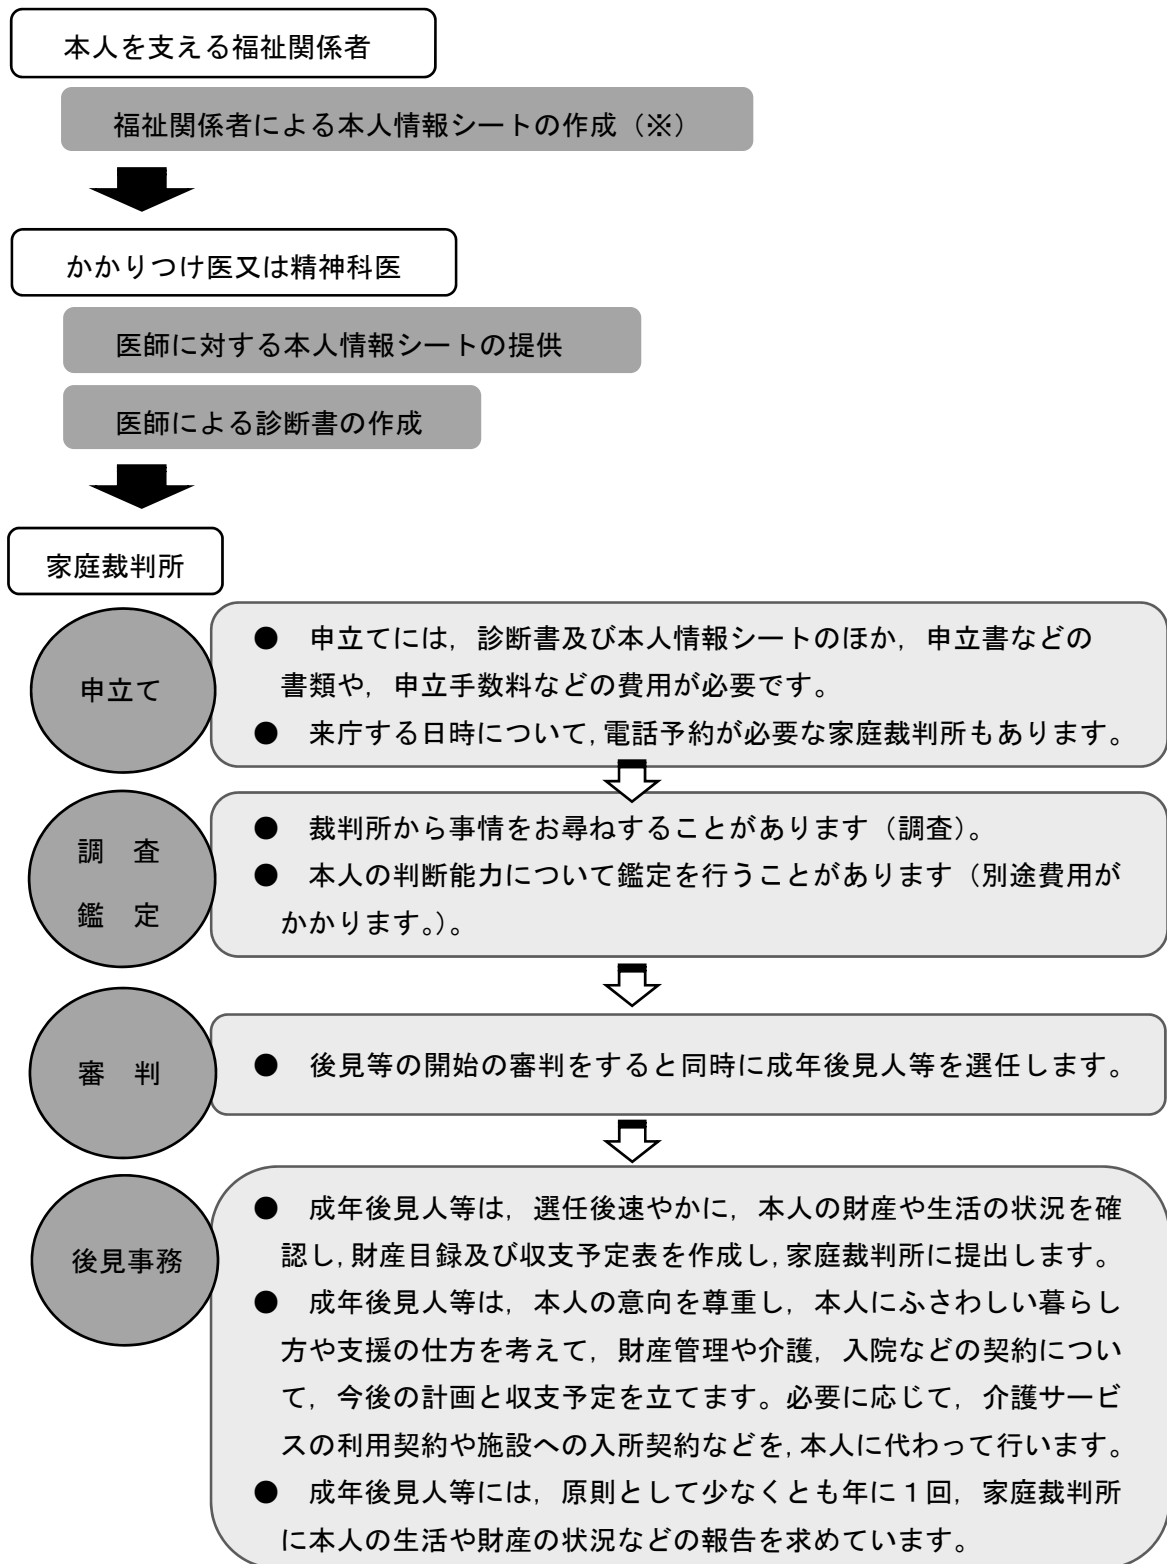 本人を支える福祉関係者
福祉関係者による本人情報シートの作成（※）
かかりつけ医又は精神科医
医師に対する本人情報シートの提供
医師による診断書の作成
家庭裁判所
申立て
●　申立てには，診断書及び本人情報シートのほか，申立書などの
書類や，申立手数料などの費用が必要です。
●　来庁する日時について，電話予約が必要な家庭裁判所もあります。
調　査
鑑　定
●　裁判所から事情をお尋ねすることがあります（調査）。
●　本人の判断能力について鑑定を行うことがあります（別途費用が
かかります。）。
審　判
●　後見等の開始の審判をすると同時に成年後見人等を選任します。
後見事務
●　成年後見人等は，選任後速やかに，本人の財産や生活の状況を確
認し，財産目録及び収支予定表を作成し，家庭裁判所に提出します。
●　成年後見人等は，本人の意向を尊重し，本人にふさわしい暮らし
方や支援の仕方を考えて，財産管理や介護，入院などの契約につい
て，今後の計画と収支予定を立てます。必要に応じて，介護サービ
スの利用契約や施設への入所契約などを，本人に代わって行います。
●　成年後見人等には，原則として少なくとも年に１回，家庭裁判所
に本人の生活や財産の状況などの報告を求めています。